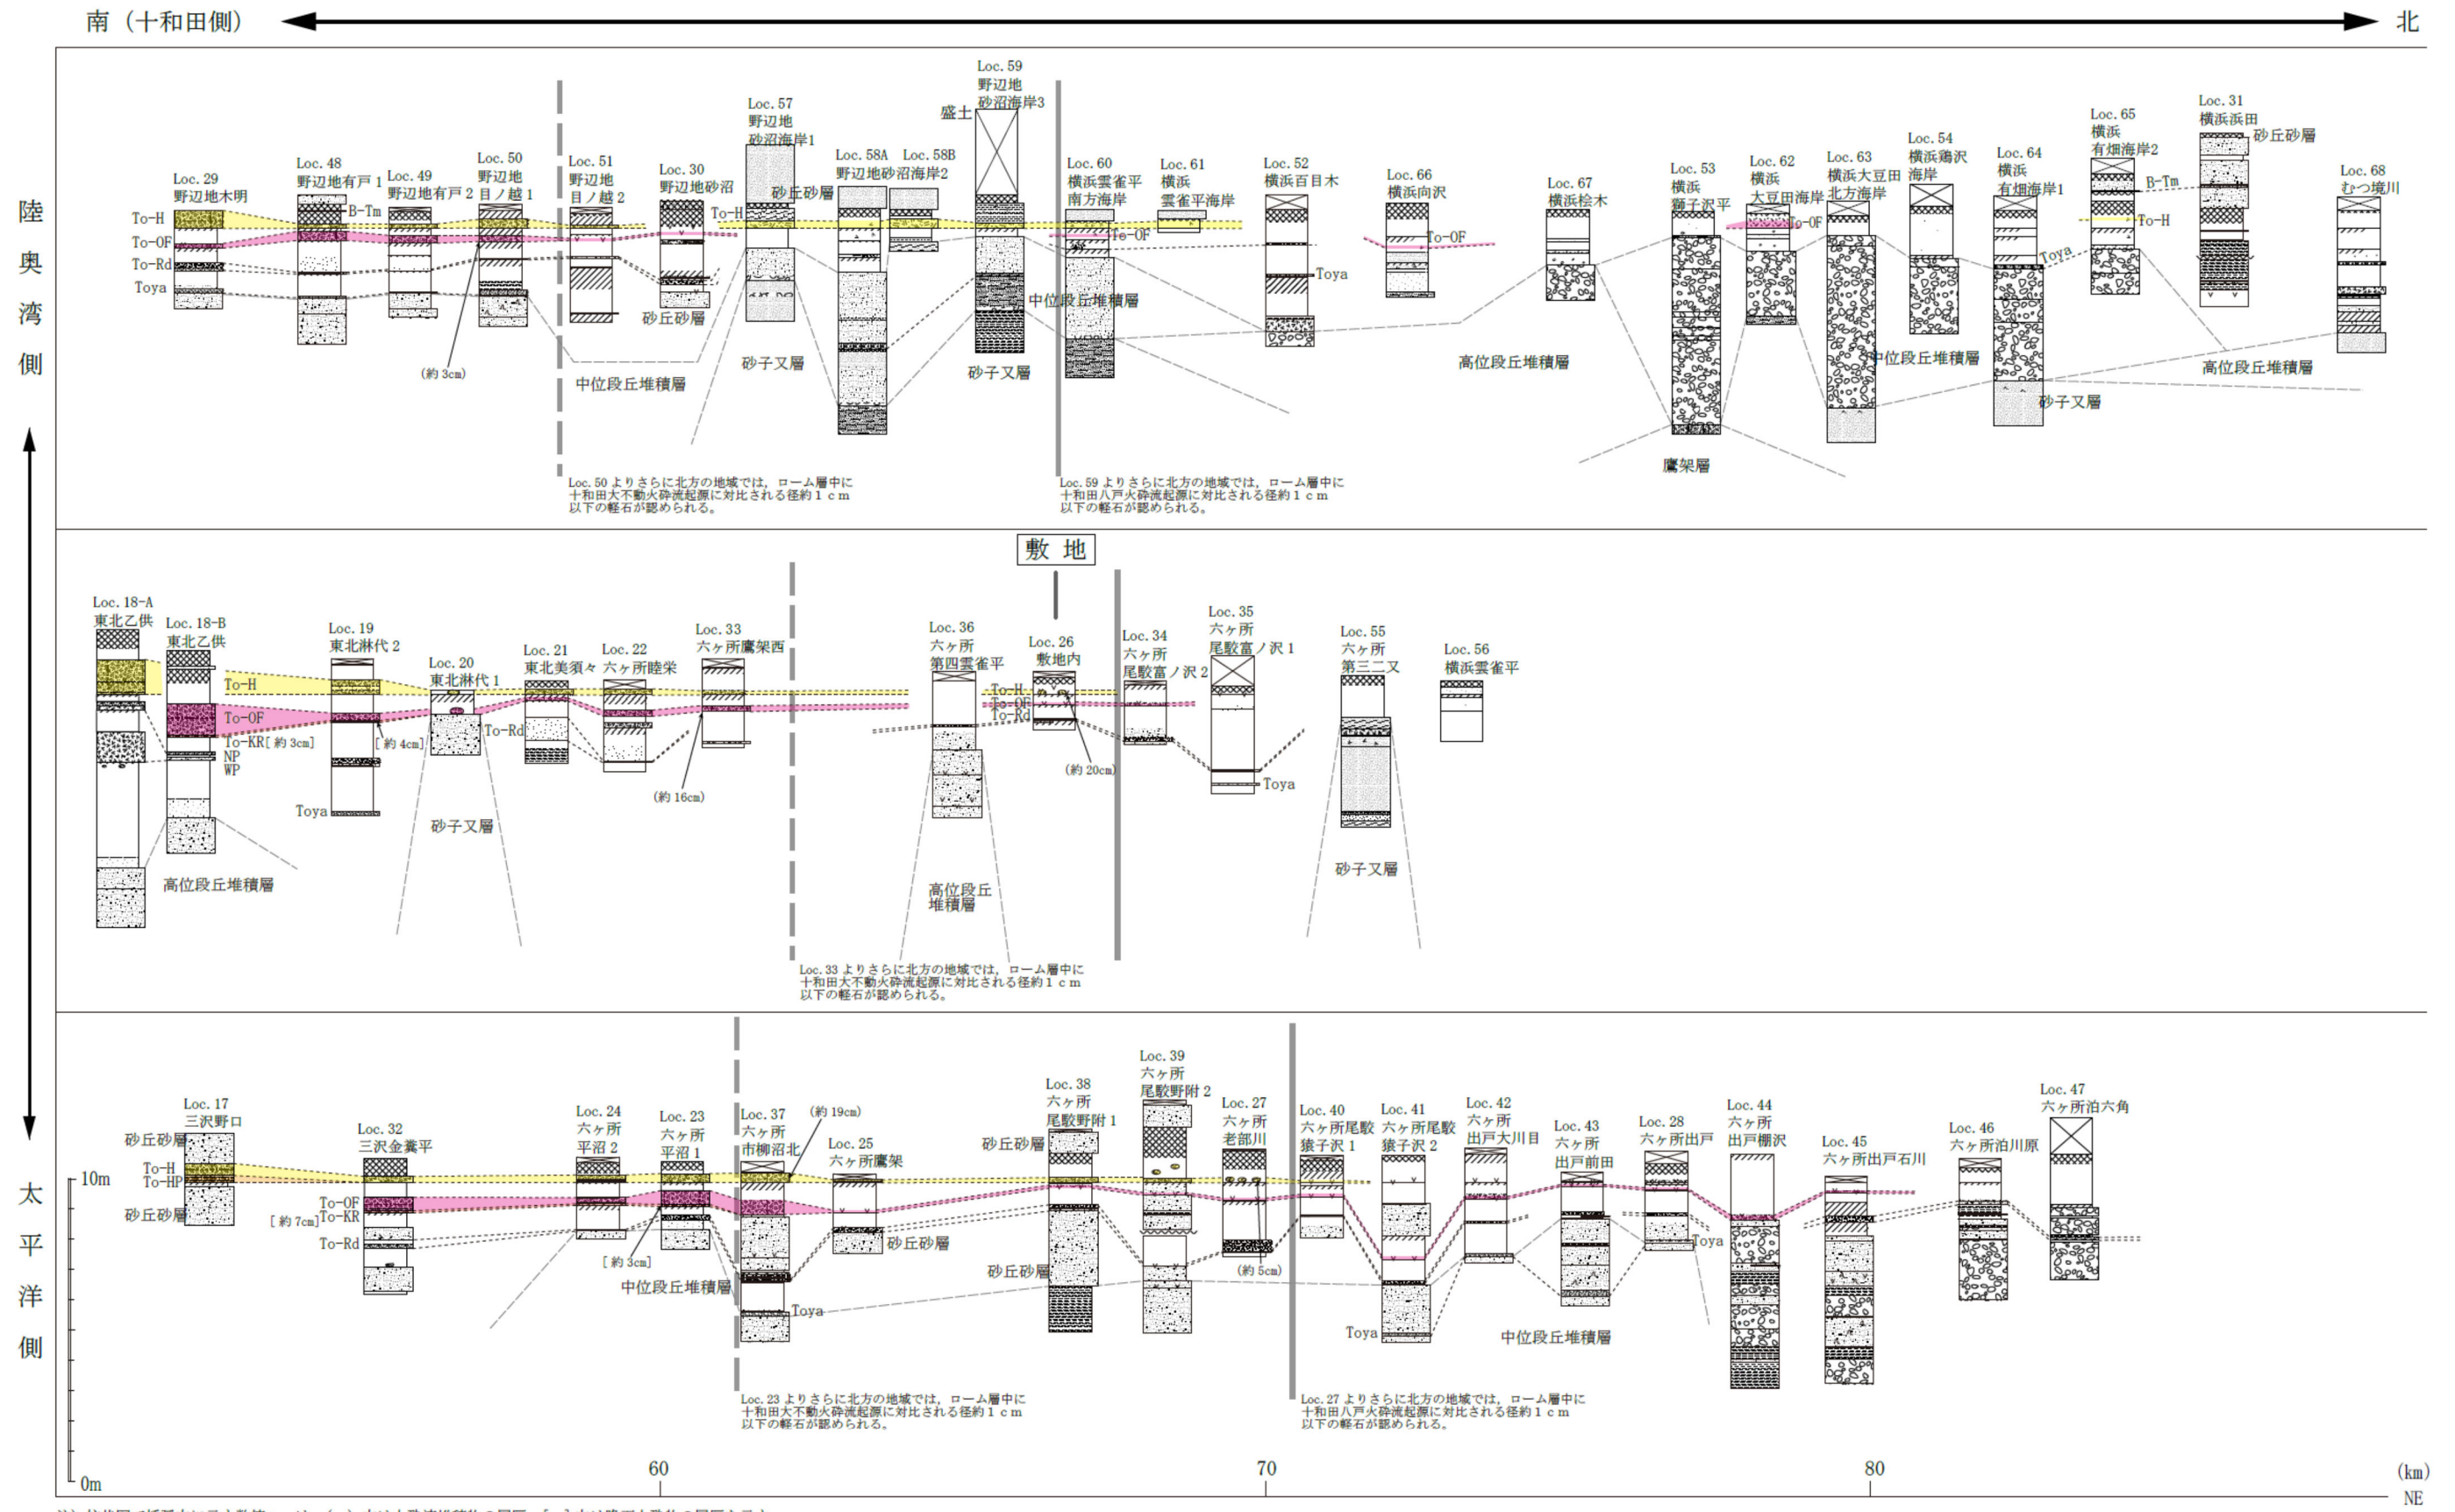 南（十和田側）
北
陸奥湾側
太平洋側
Loc. 29
野辺地木明
Loc. 48
野辺地有戸 1
Loc. 49
野辺地有戸 2
Loc. 50
野辺地
目ノ越 1
Loc. 51
野辺地
目ノ越 2
Loc. 30
野辺地砂沼
Loc. 57
野辺地
砂沼海岸1
Loc. 58A
Loc. 58B
野辺地砂沼海岸2
Loc. 59
野辺地
砂沼海岸3
盛土
Loc. 60
横浜雲雀平
南方海岸
Loc. 61
横浜
雲雀平海岸
Loc. 52
横浜百目木
Loc. 66
横浜向沢
Loc. 67
横浜桧木
Loc. 53
横浜
獅子沢平
Loc. 62
横浜
大豆田海岸
Loc. 63
横浜大豆田
北方海岸
Loc. 54
横浜鶏沢
海岸
Loc. 64
横浜
有畑海岸1
Loc. 65
横浜
有畑海岸2
Loc. 31
横浜浜田
砂丘砂層
Loc. 68
むつ境川
To-H
To-OF
To-Rd
Toya
B-Tm
To-H
砂丘砂層
To-OF
To-OF
To-OF
B-Tm
To-H
Toya
Toya
(約 3cm)
砂丘砂層
中位段丘堆積層
砂子又層
砂子又層
中位段丘堆積層
高位段丘堆積層
鷹架層
中位段丘堆積層
砂子又層
高位段丘堆積層
Loc. 50 よりさらに北方の地域では，ローム層中に
十和田大不動火砕流起源に対比される径約１ｃｍ
以下の軽石が認められる。
Loc. 59 よりさらに北方の地域では，ローム層中に
十和田八戸火砕流起源に対比される径約１ｃｍ
以下の軽石が認められる。
敷 地
Loc. 18-A
東北乙供
Loc. 18-B
東北乙供
Loc. 19
東北淋代 2
Loc. 20
東北淋代 1
Loc. 21
東北美須々
Loc. 22
六ヶ所睦栄
Loc. 33
六ヶ所鷹架西
Loc. 36
六ヶ所
第四雲雀平
Loc. 26
敷地内
Loc. 34
六ヶ所
尾駮富ノ沢 2
Loc. 35
六ヶ所
尾駮富ノ沢 1
Loc. 55
六ヶ所
第三二又
Loc. 56
横浜雲雀平
To-H
To-OF
To-KR[ 約 3cm]
NP
WP
[ 約 4cm]
To-Rd
Toya
(約 16cm)
To-H
To-OF
To-Rd
(約 20cm)
Toya
高位段丘堆積層
砂子又層
高位段丘
堆積層
砂子又層
Loc. 33 よりさらに北方の地域では，ローム層中に
十和田大不動火砕流起源に対比される径約１ｃｍ
以下の軽石が認められる。
Loc. 17
三沢野口
Loc. 32
三沢金糞平
Loc. 24
六ヶ所
平沼 2
Loc. 23
六ヶ所
平沼 1
Loc. 37
六ヶ所
市柳沼北
(約 19cm)
Loc. 25
六ヶ所鷹架
Loc. 38
六ヶ所
尾駮野附 1
Loc. 39
六ヶ所
尾駮野附 2
Loc. 27
六ヶ所
老部川
Loc. 40
六ヶ所尾駮
猿子沢 1
Loc. 41
六ヶ所尾駮
猿子沢 2
Loc. 42
六ヶ所
出戸大川目
Loc. 43
六ヶ所
出戸前田
Loc. 28
六ヶ所出戸
Loc. 44
六ヶ所
出戸棚沢
Loc. 45
六ヶ所出戸石川
Loc. 46
六ヶ所泊川原
Loc. 47
六ヶ所泊六角
砂丘砂層
To-H
To-HP
砂丘砂層
To-OF
[ 約 7cm]To-KR
To-Rd
[ 約 3cm]
中位段丘堆積層
Toya
砂丘砂層
砂丘砂層
砂丘砂層
(約 5cm)
Toya
中位段丘堆積層
Toya
Loc. 23 よりさらに北方の地域では，ローム層中に
十和田大不動火砕流起源に対比される径約１ｃｍ
以下の軽石が認められる。
Loc. 27 よりさらに北方の地域では，ローム層中に
十和田八戸火砕流起源に対比される径約１ｃｍ
以下の軽石が認められる。
10m
0m
60
70
80
(km)
NE